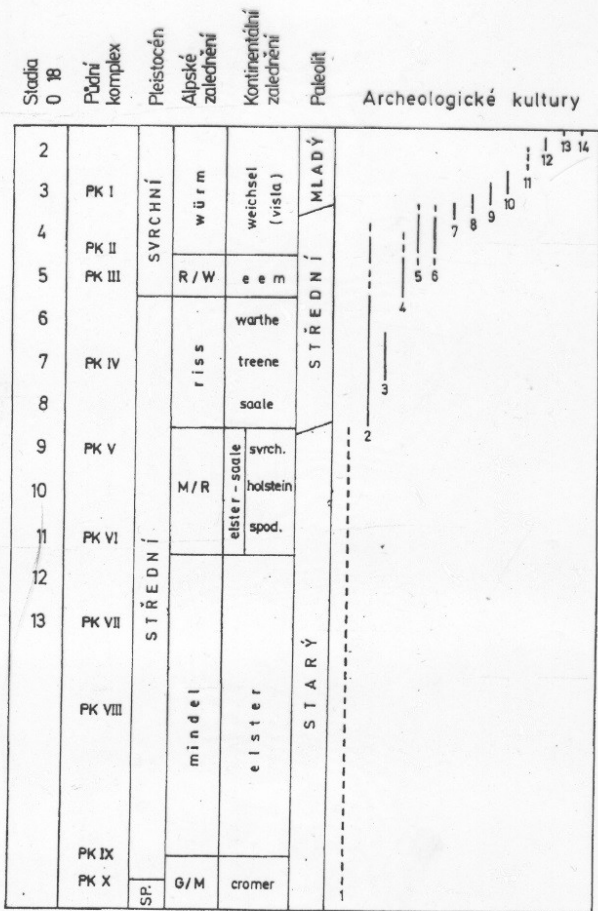 Stadia O 18
Půdní komplex
Pleistocén
Alpské zalednění
Kontinentální zalednění
Paleolit
Archeologické kultury
2
3
4
5
6
7
8
9
10
11
12
13
PK I
PK II
PK III
PK IV
PK V
PK VI
PK VII
PK VIII
PK IX
PK X
SVRCHNÍ
STŘEDNÍ
SP.
würm
R/W
riss
M/R
mindel
G/M
weichsel (visla)
eem
warthe
treene
saale
elster-saale
svrch.
holstein
spod.
elster
cromer
MLADÝ
STŘEDNÍ
STARÝ
1
2
3
4
5
6
7
8
9
10
11
12
13
14